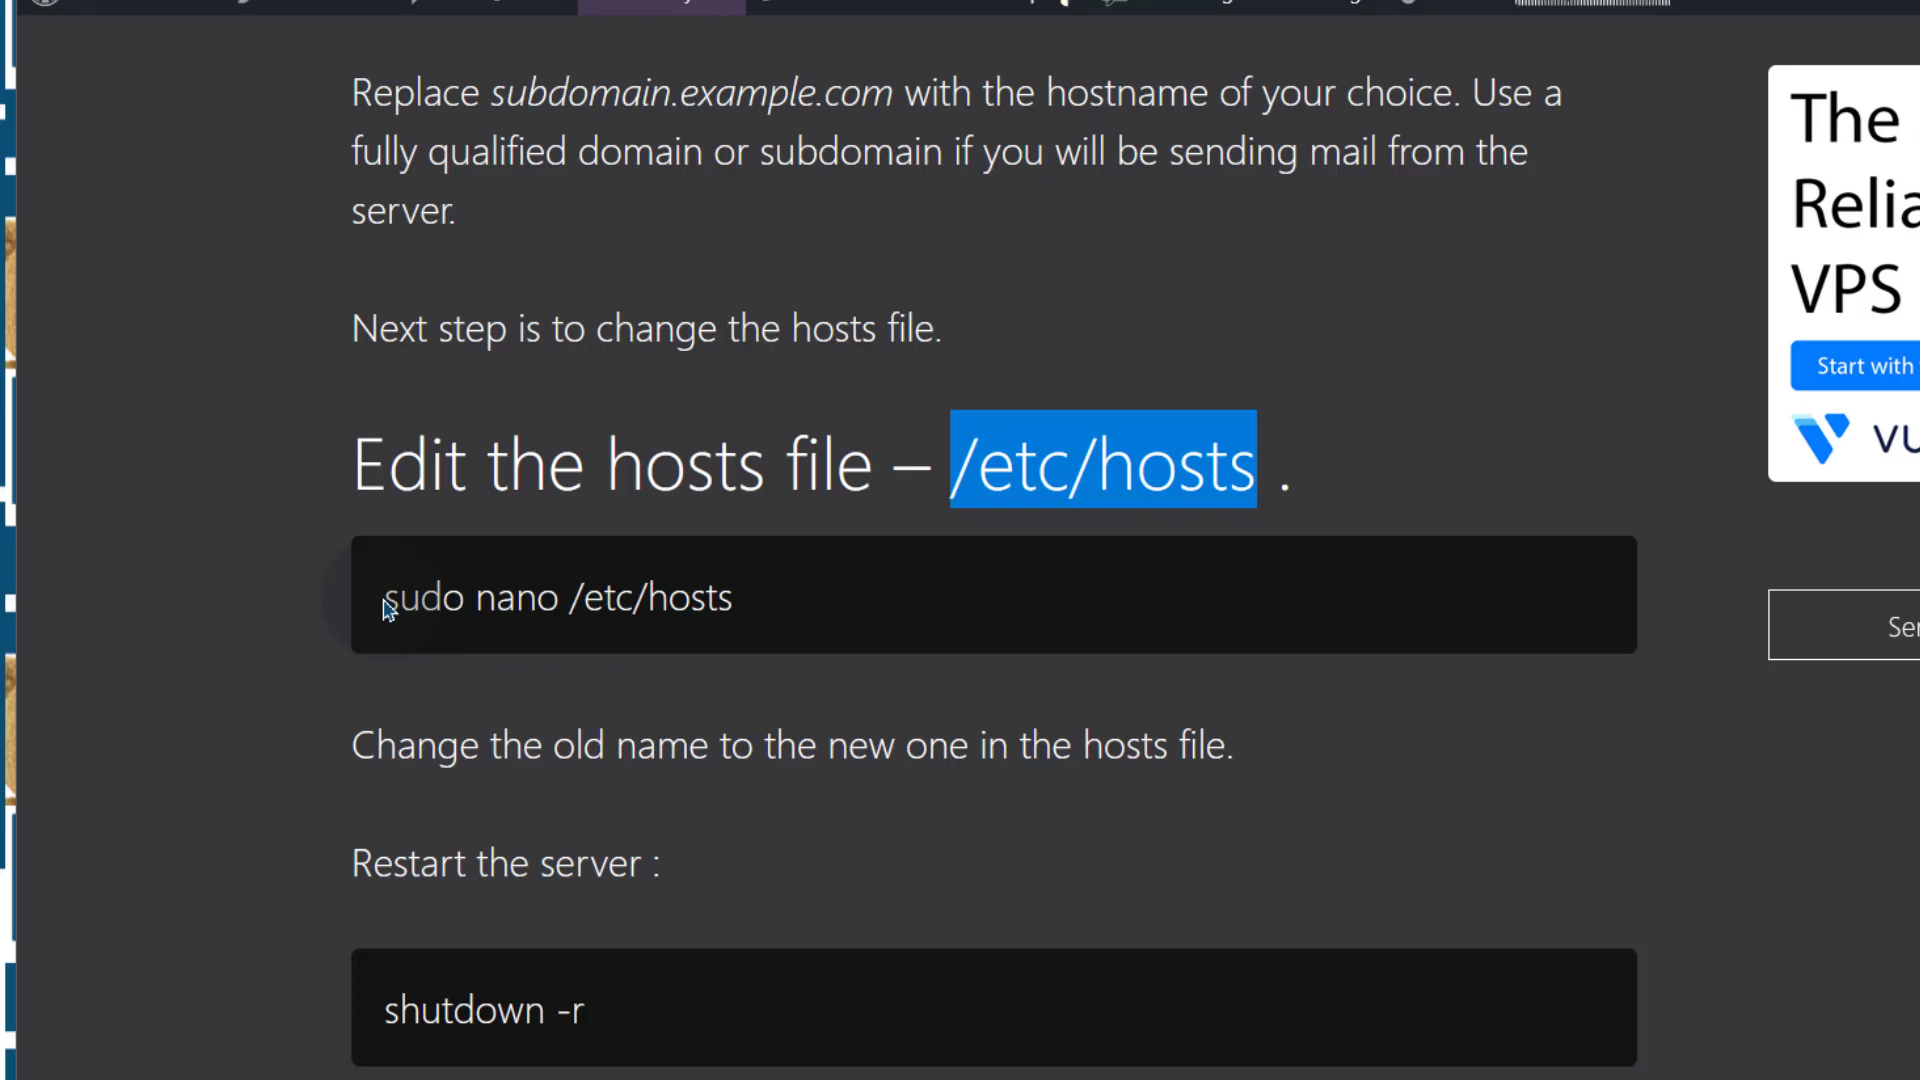 Replace subdomain.example.com with the hostname of your choice. Use a
fully qualified domain or subdomain if you will be sending mail from the
server.
Next step is to change the hosts file.
Edit the hosts file – /etc/hosts .
sudo nano /etc/hosts
Change the old name to the new one in the hosts file.
Restart the server :
shutdown -r
The
Relia
VPS
Start with
vu
Ser